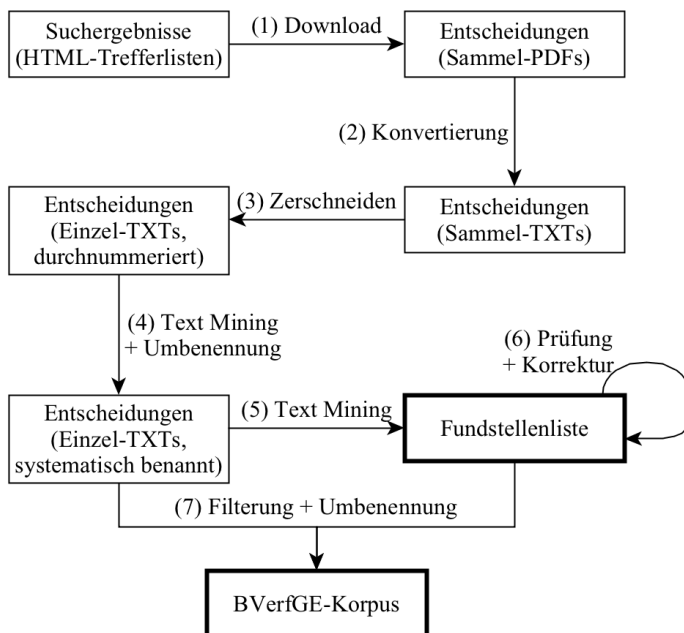 Suchergebnisse
(HTML-Trefferlisten)
(1) Download
Entscheidungen
(Sammel-PDFs)
(2) Konvertierung
Entscheidungen
(Sammel-TXTs)
(3) Zerschneiden
Entscheidungen
(Einzel-TXTs,
durchnummeriert)
(4) Text Mining
+ Umbenennung
Entscheidungen
(Einzel-TXTs,
systematisch benannt)
(5) Text Mining
Fundstellenliste
(6) Prüfung
+ Korrektur
(7) Filterung + Umbenennung
BVerfGE-Korpus